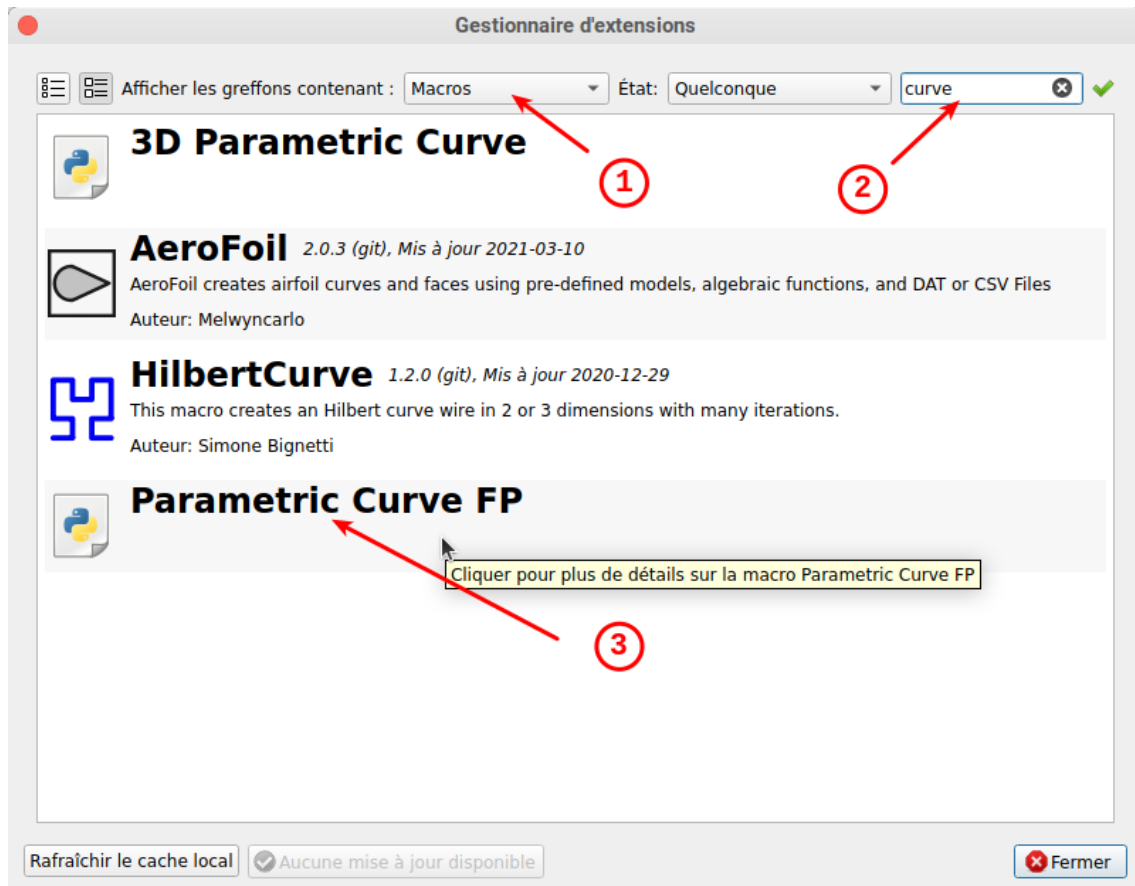 Gestionnaire d'extensions
Afficher les greffons contenant : Macros État: Quelconque curve
3D Parametric Curve
1
2
AeroFoil 2.0.3 (git), Mis à jour 2021-03-10
AeroFoil creates airfoil curves and faces using pre-defined models, algebraic functions, and DAT or CSV Files
Auteur: Melwyncarlo
HilbertCurve 1.2.0 (git), Mis à jour 2020-12-29
This macro creates an Hilbert curve wire in 2 or 3 dimensions with many iterations.
Auteur: Simone Bignetti
Parametric Curve FP
Cliquer pour plus de détails sur la macro Parametric Curve FP
3
Rafraîchir le cache local Aucune mise à jour disponible Fermer